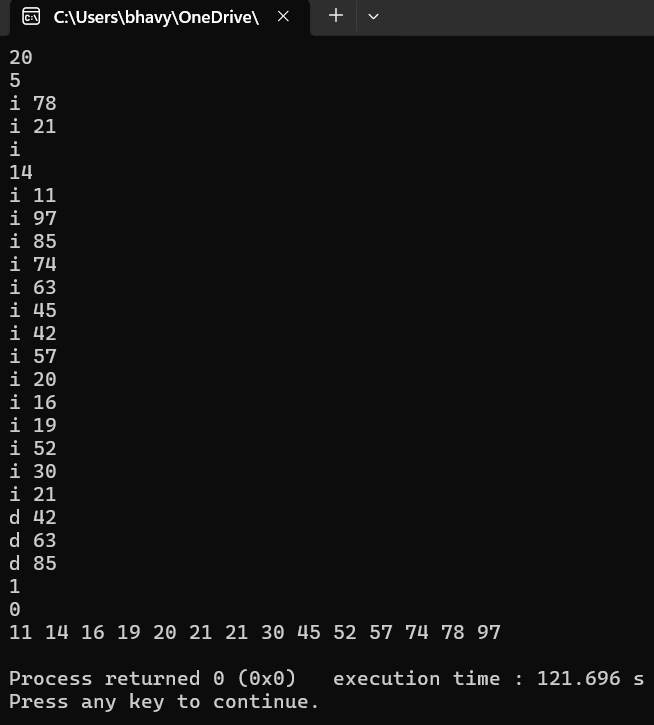 C:\Users\bhavy\OneDrive\
20
5
i 78
i 21
i
14
i 11
i 97
i 85
i 74
i 63
i 45
i 42
i 57
i 20
i 16
i 19
i 52
i 30
i 21
d 42
d 63
d 85
1
0
11 14 16 19 20 21 21 30 45 52 57 74 78 97
Process returned 0 (0x0)   execution time : 121.696 s
Press any key to continue.